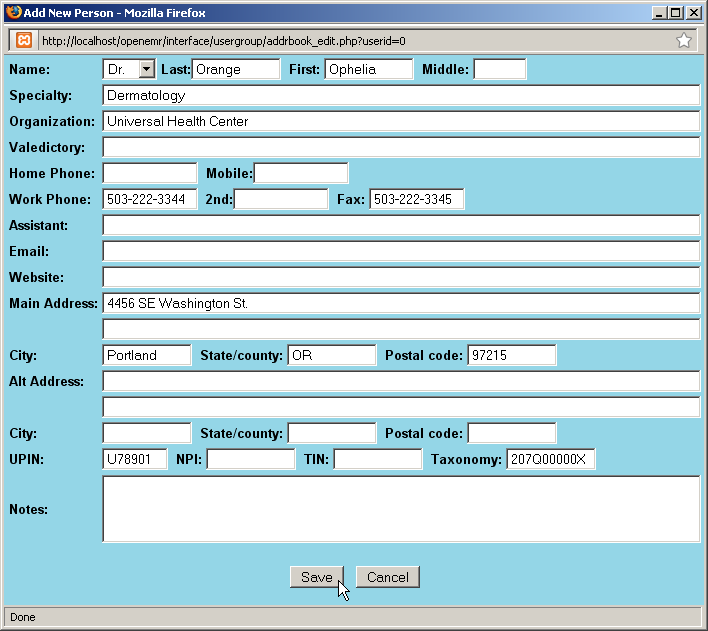 Add New Person - Mozilla Firefox
http://localhost/openemr/interface/usergroup/addrbook_edit.php?userid=0
Name: Dr. Last: Orange First: Ophelia Middle:
Specialty: Dermatology
Organization: Universal Health Center
Valedictory:
Home Phone: Mobile:
Work Phone: 503-222-3344 2nd: Fax: 503-222-3345
Assistant:
Email:
Website:
Main Address: 4456 SE Washington St.
City: Portland State/county: OR Postal code: 97215
Alt Address:
City: State/county: Postal code:
UPIN: U78901 NPI: TIN: Taxonomy: 207Q00000X
Notes:
Save Cancel
Done